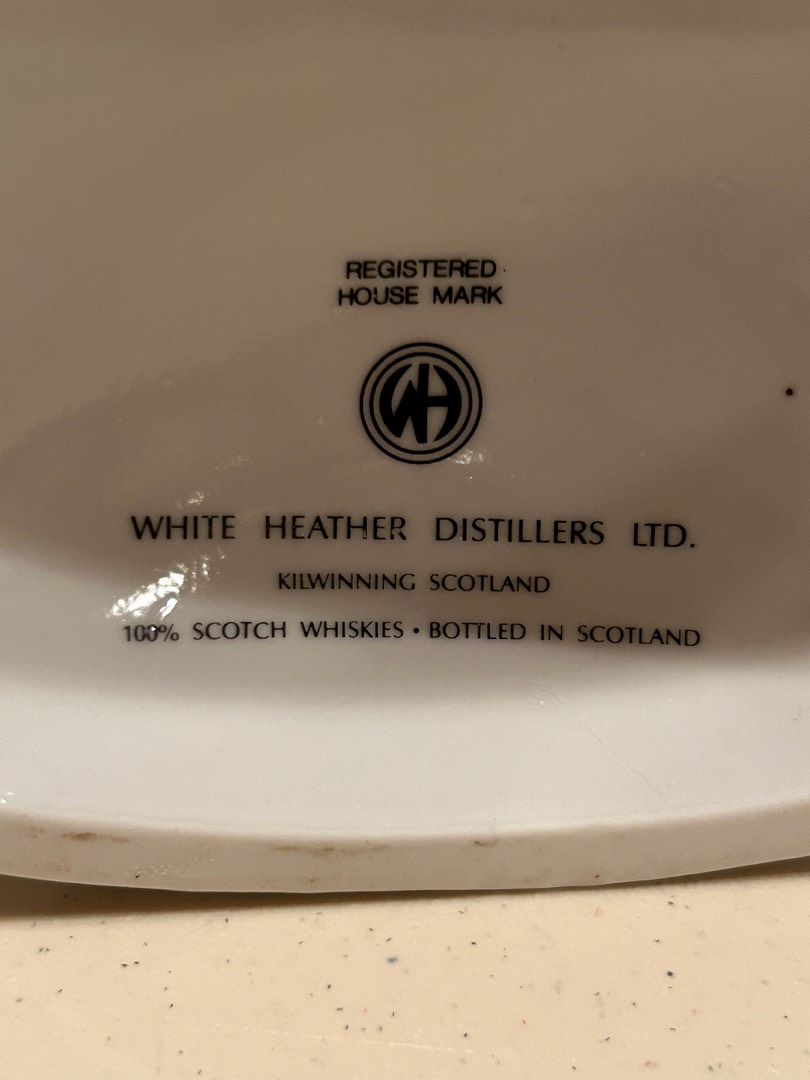 REGISTERED
HOUSE MARK
WH
WHITE HEATHER DISTILLERS LTD.
KILWINNING SCOTLAND
100% SCOTCH WHISKIES • BOTTLED IN SCOTLAND